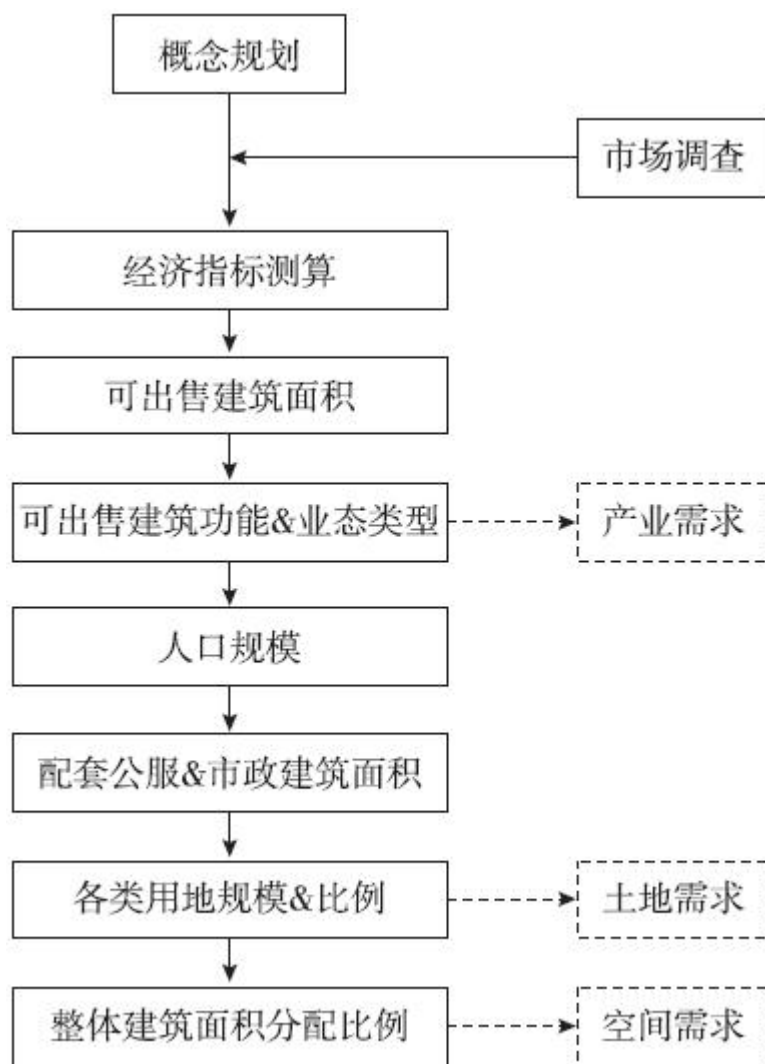 概念规划
市场调查
经济指标测算
可出售建筑面积
可出售建筑功能&业态类型
产业需求
人口规模
配套公服&市政建筑面积
各类用地规模&比例
土地需求
整体建筑面积分配比例
空间需求